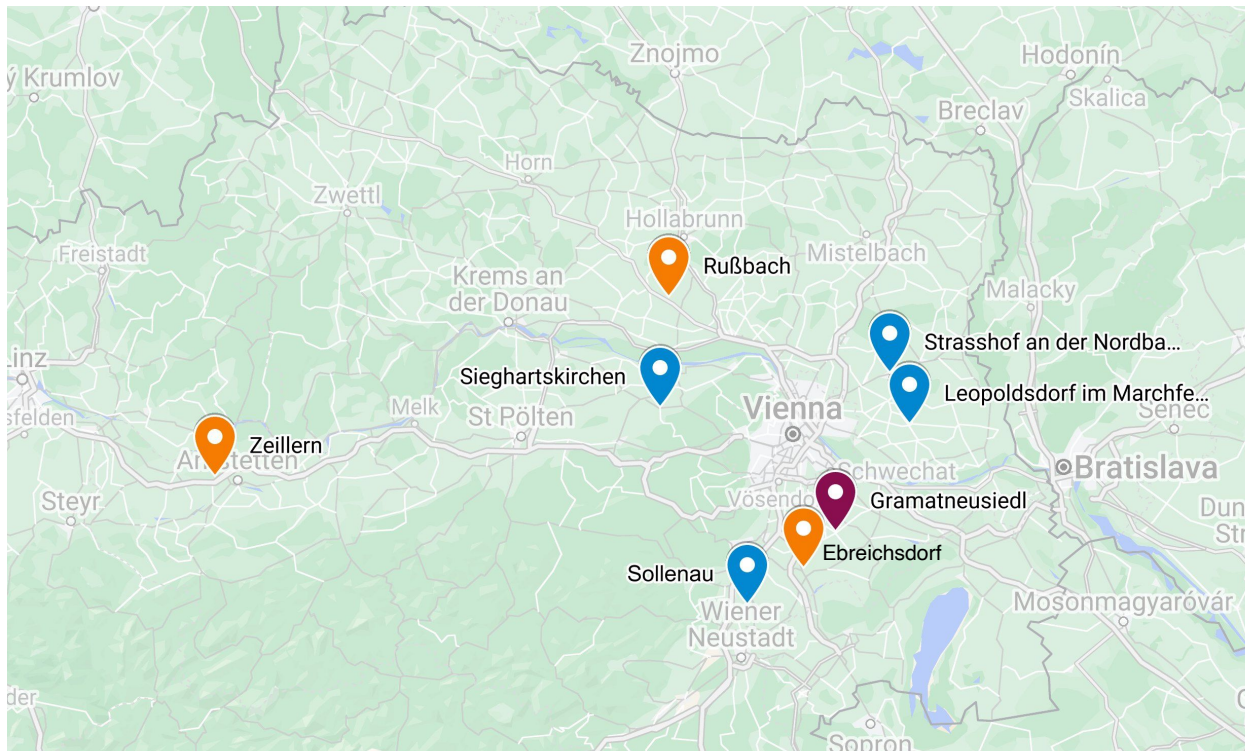 Znojmo
Hodonín
ý Krumlov
Skalica
Breclav
Horn
Zwettl
Hollabrunn
Mistelbach
Freistadt
Rußbach
Krems an
der Donau
Malacky
Strasshof an der Nordba...
Linz
Sieghartskirchen
Leopoldsdorf im Marchfe...
Melk
St Pölten
Vienna
Senec
sfelden
Zeillern
Schwechat
Bratislava
Steyr
Vösendo
Gramatneusiedl
Dun
Str
Ebreichsdorf
Sollenau
Wiener
Neustadt
Mosonmagyaróvár
der
Sopron